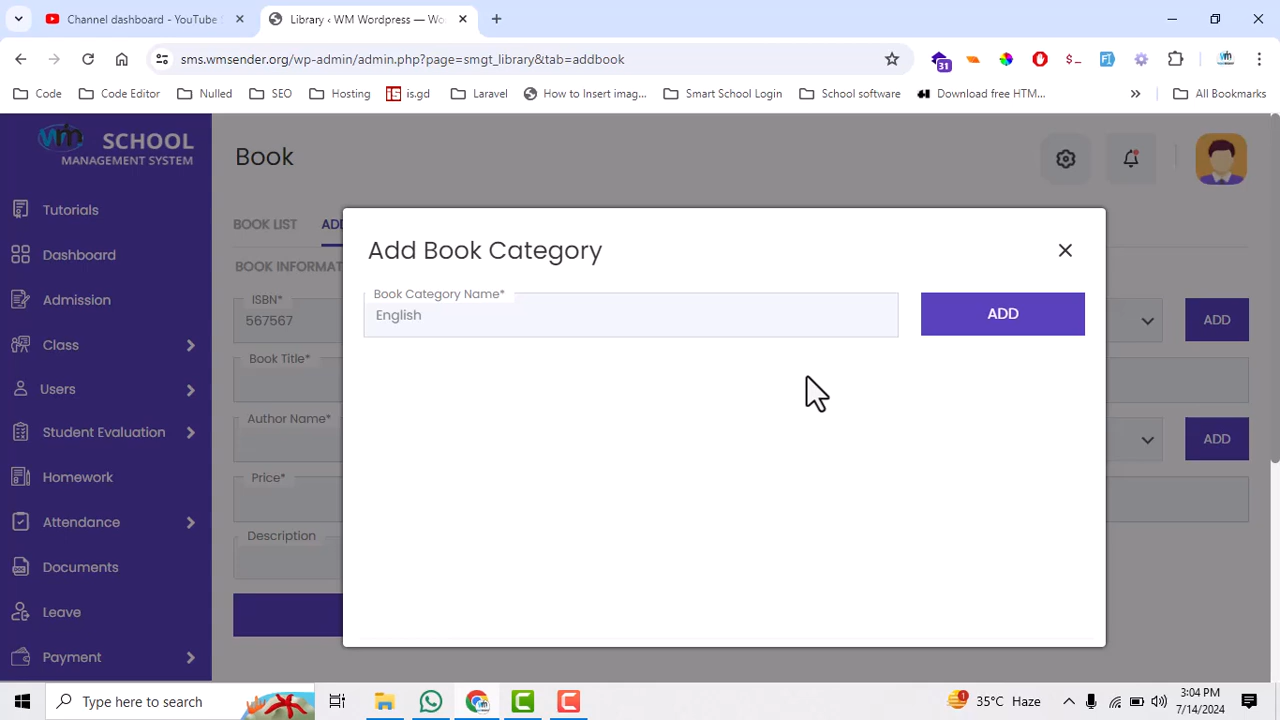 Channel dashboard - YouTube
Library ‹ WM Wordpress — Wo
sms.wmsender.org/wp-admin/admin.php?page=smgt_library&tab=addbook
31
Code
Code Editor
Nulled
SEO
Hosting
is.gd
Laravel
How to Insert imag...
Smart School Login
School software
Download free HTM...
All Bookmarks
wm SCHOOL
MANAGEMENT SYSTEM
Tutorials
Dashboard
Admission
Class
Users
Student Evaluation
Homework
Attendance
Documents
Leave
Payment
Book
BOOK LIST
ADD
BOOK INFORMAT
ISBN*
567567
ADD
Book Title*
Author Name*
ADD
Price*
Description
Add Book Category
Book Category Name*
English
ADD
Type here to search
1
35°C Haze
3:04 PM
7/14/2024